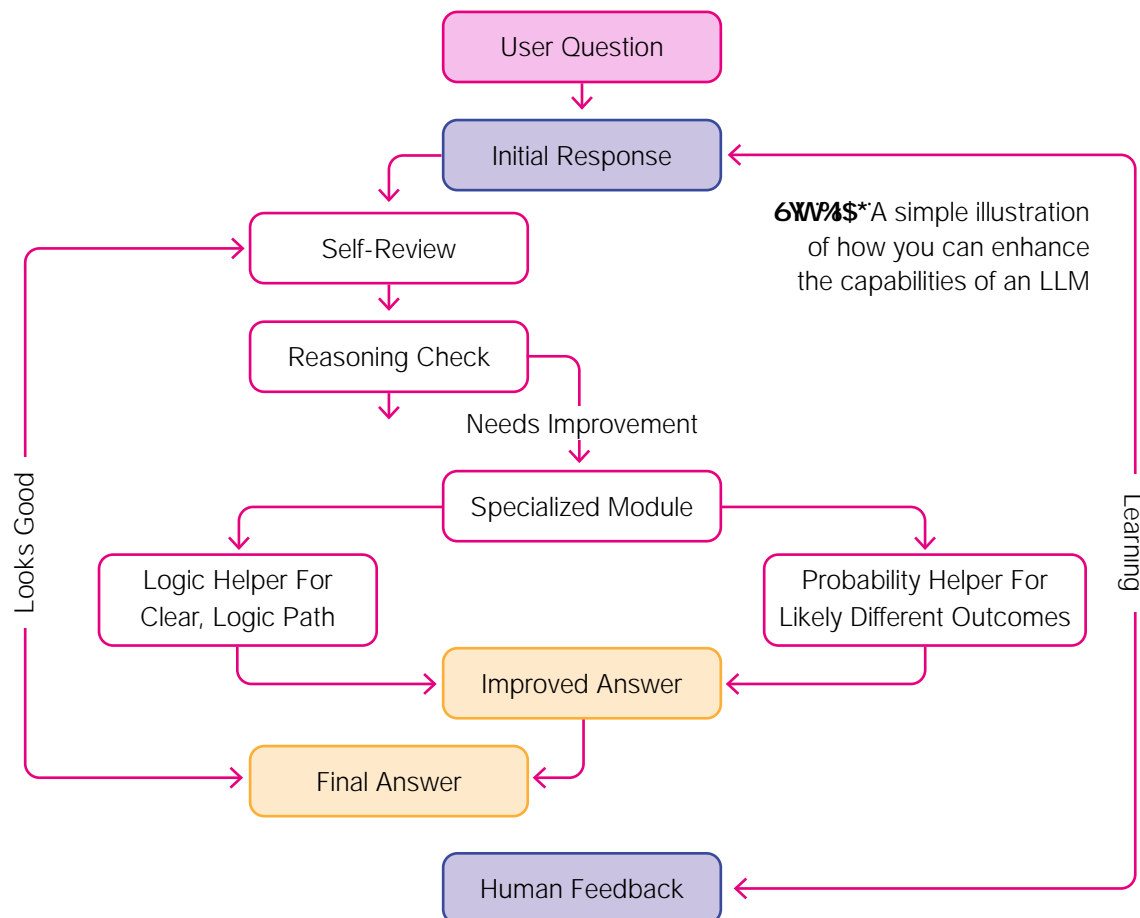 User Question
Initial Response
A simple illustration
of how you can enhance
the capabilities of an LLM
Self-Review
Reasoning Check
Needs Improvement
Specialized Module
Looks Good
Learning
Logic Helper For
Clear, Logic Path
Probability Helper For
Likely Different Outcomes
Improved Answer
Final Answer
Human Feedback